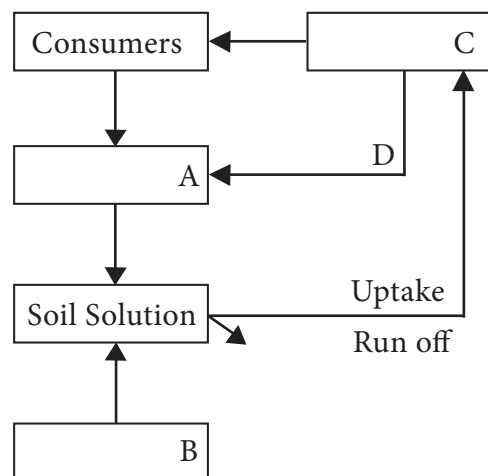 Consumers
C
A
D
Soil Solution
Uptake
Run off
B